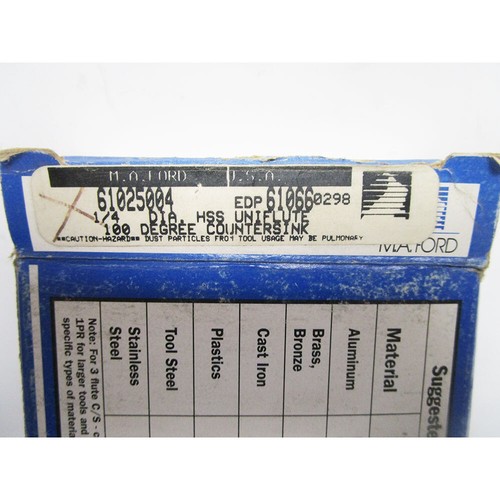 M.A.FORD U.S.A.
61025004 EDP 61066 0298
1/4 DIA. HSS UNIFLUTE
100 DEGREE COUNTERSINK
**CAUTION-HAZARD** DUST PARTICLES FROM TOOL USAGE MAY BE PULMONARY
M.A.FORD
Suggeste
Material
Aluminum
Brass,
Bronze
Cast Iron
Plastics
Tool Steel
Stainless
Steel
Note: For 3 flute C/S - c
1PR for larger tools and
specific types of materia